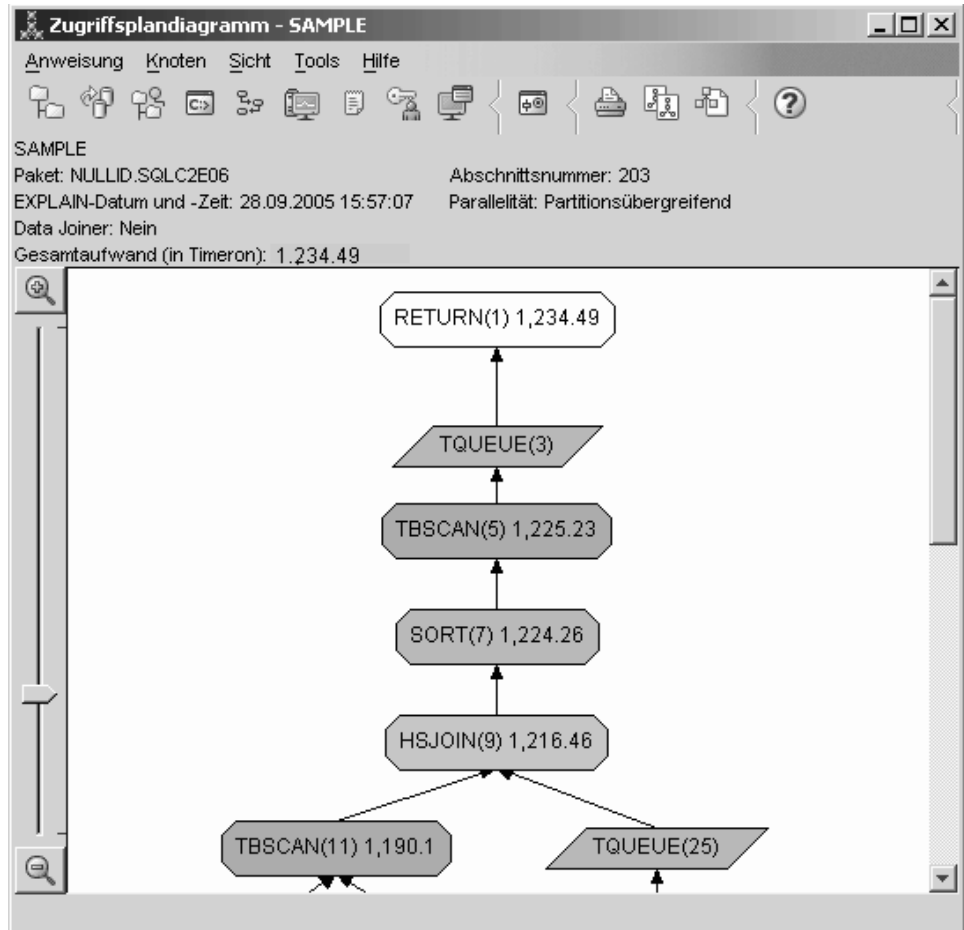 Zugriffsplandiagramm - SAMPLE
Anweisung Knoten Sicht Tools Hilfe
C:>
?
SAMPLE
Paket: NULLID.SQLC2E06 Abschnittsnummer: 203
EXPLAIN-Datum und -Zeit: 28.09.2005 15:57:07 Parallelität: Partitionsübergreifend
Data Joiner: Nein
Gesamtaufwand (in Timeron): 1.234.49
RETURN(1) 1,234.49
TQUEUE(3)
TBSCAN(5) 1,225.23
SORT(7) 1,224.26
HSJOIN(9) 1,216.46
TBSCAN(11) 1,190.1 TQUEUE(25)